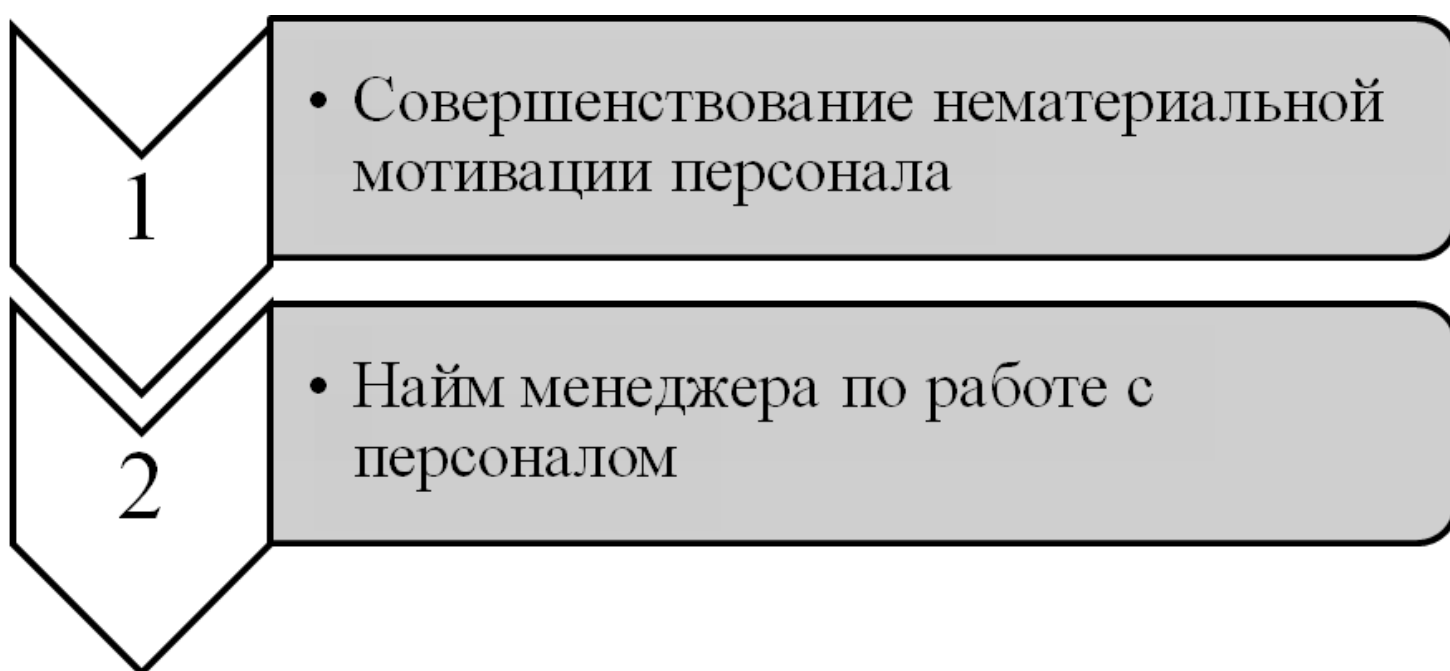 1
• Совершенствование нематериальной
мотивации персонала
2
• Найм менеджера по работе с
персоналом